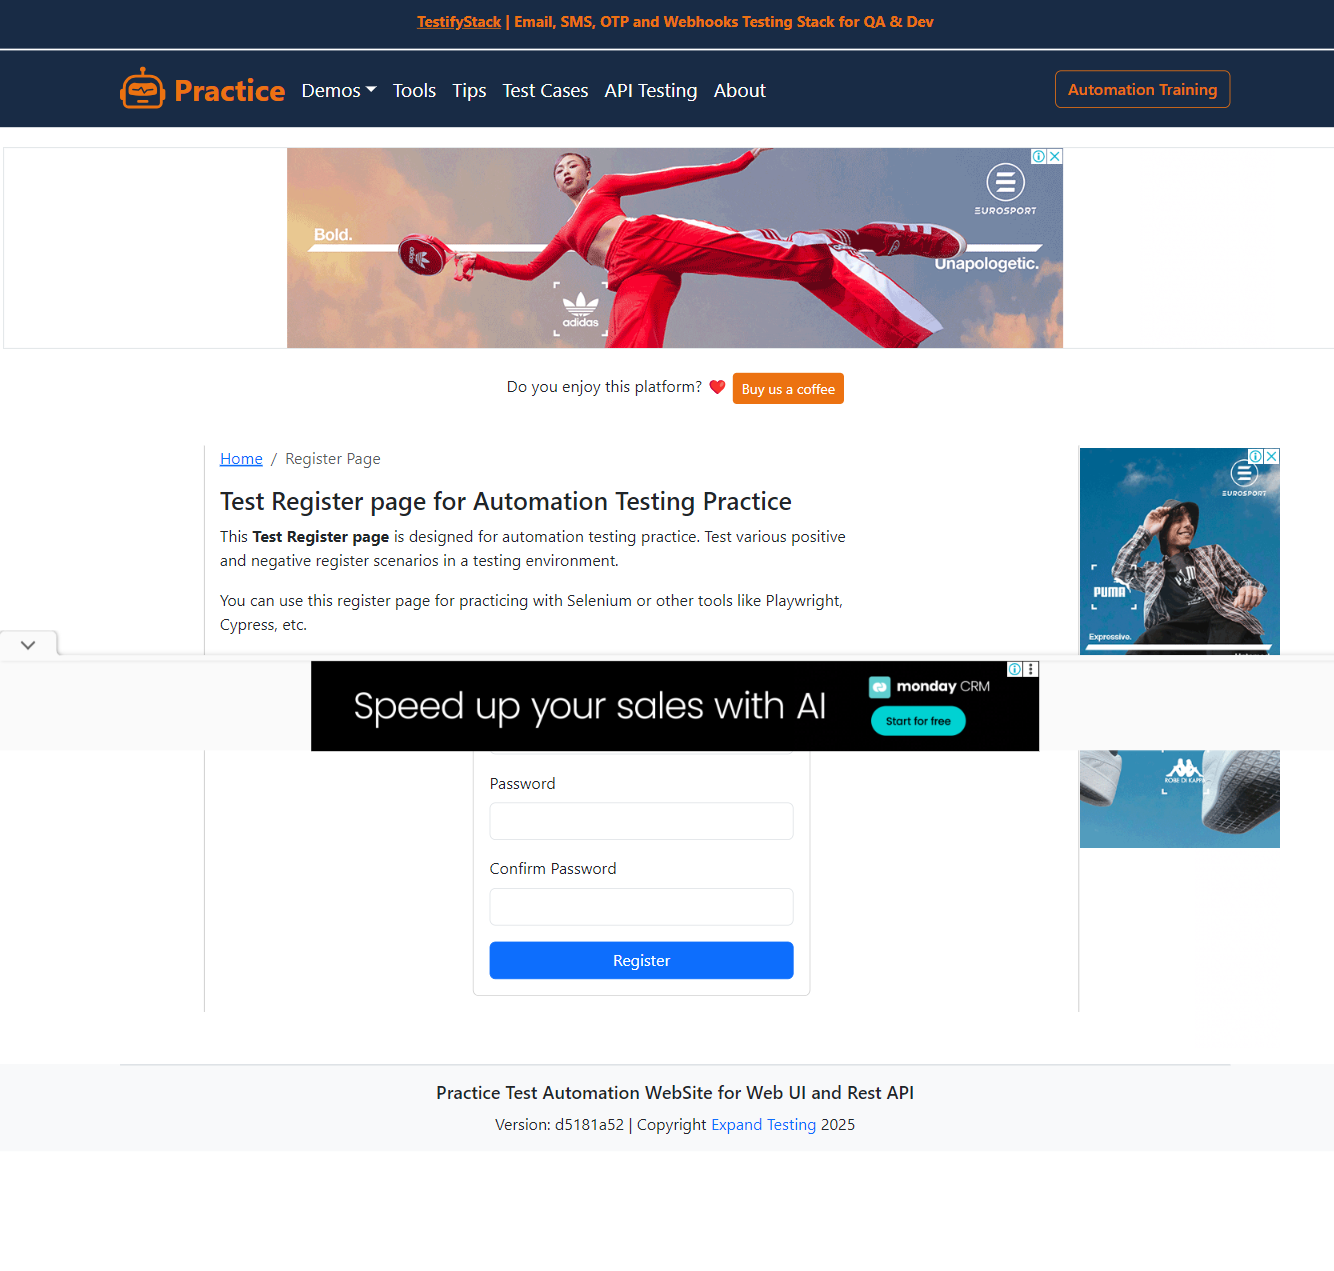 TestifyStack | Email, SMS, OTP and Webhooks Testing Stack for QA & Dev
Practice Demos Tools Tips Test Cases API Testing About Automation Training
EUROSPORT
Bold.
Unapologetic.
adidas
Do you enjoy this platform? Buy us a coffee
Home / Register Page
EUROSPORT
Test Register page for Automation Testing Practice
This Test Register page is designed for automation testing practice. Test various positive
and negative register scenarios in a testing environment.
PUMA
You can use this register page for practicing with Selenium or other tools like Playwright,
Cypress, etc.
Expressive.
Speed up your sales with AI
monday CRM
Start for free
ROBE DI KAPPA
Password
Confirm Password
Register
Practice Test Automation WebSite for Web UI and Rest API
Version: d5181a52 | Copyright Expand Testing 2025